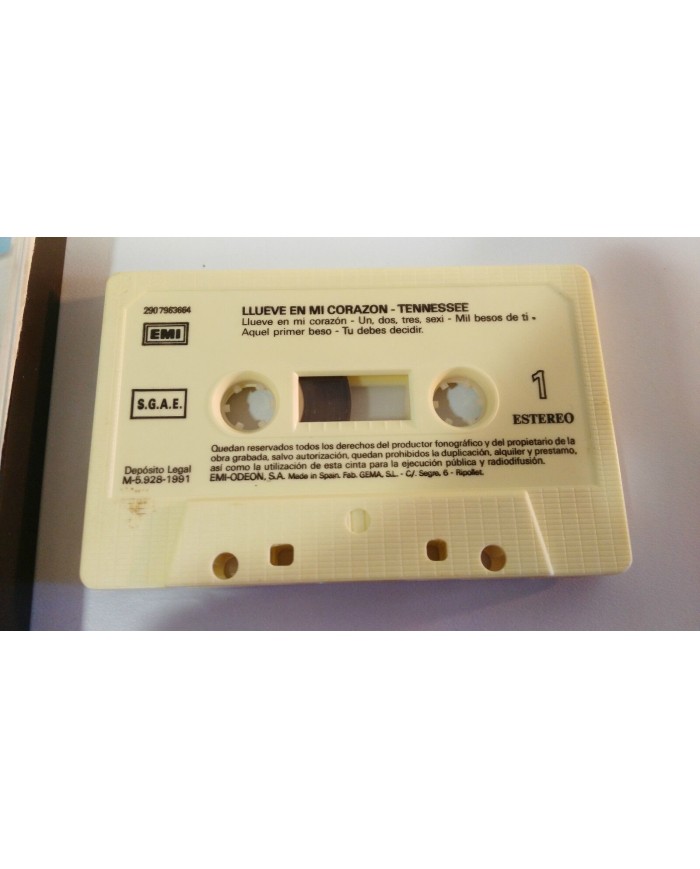 2907963664
LLUEVE EN MI CORAZON - TENNESSEE
Llueve en mi corazón - Un, dos, tres, sexi - Mil besos de ti -
Aquel primer beso - Tu debes decidir.
EMI
S.G.A.E.
1
ESTEREO
Quedan reservados todos los derechos del productor fonográfico y del propietario de la
obra grabada, salvo autorización, quedan prohibidos la duplicación, alquiler y prestamo,
así como la utilización de esta cinta para la ejecución pública y radiodifusión.
EMI-ODEON, S.A. Made in Spain. Fab. GEMA, S.L. - C/. Segre, 6 - Ripollet.
Depósito Legal
M-5.928-1991